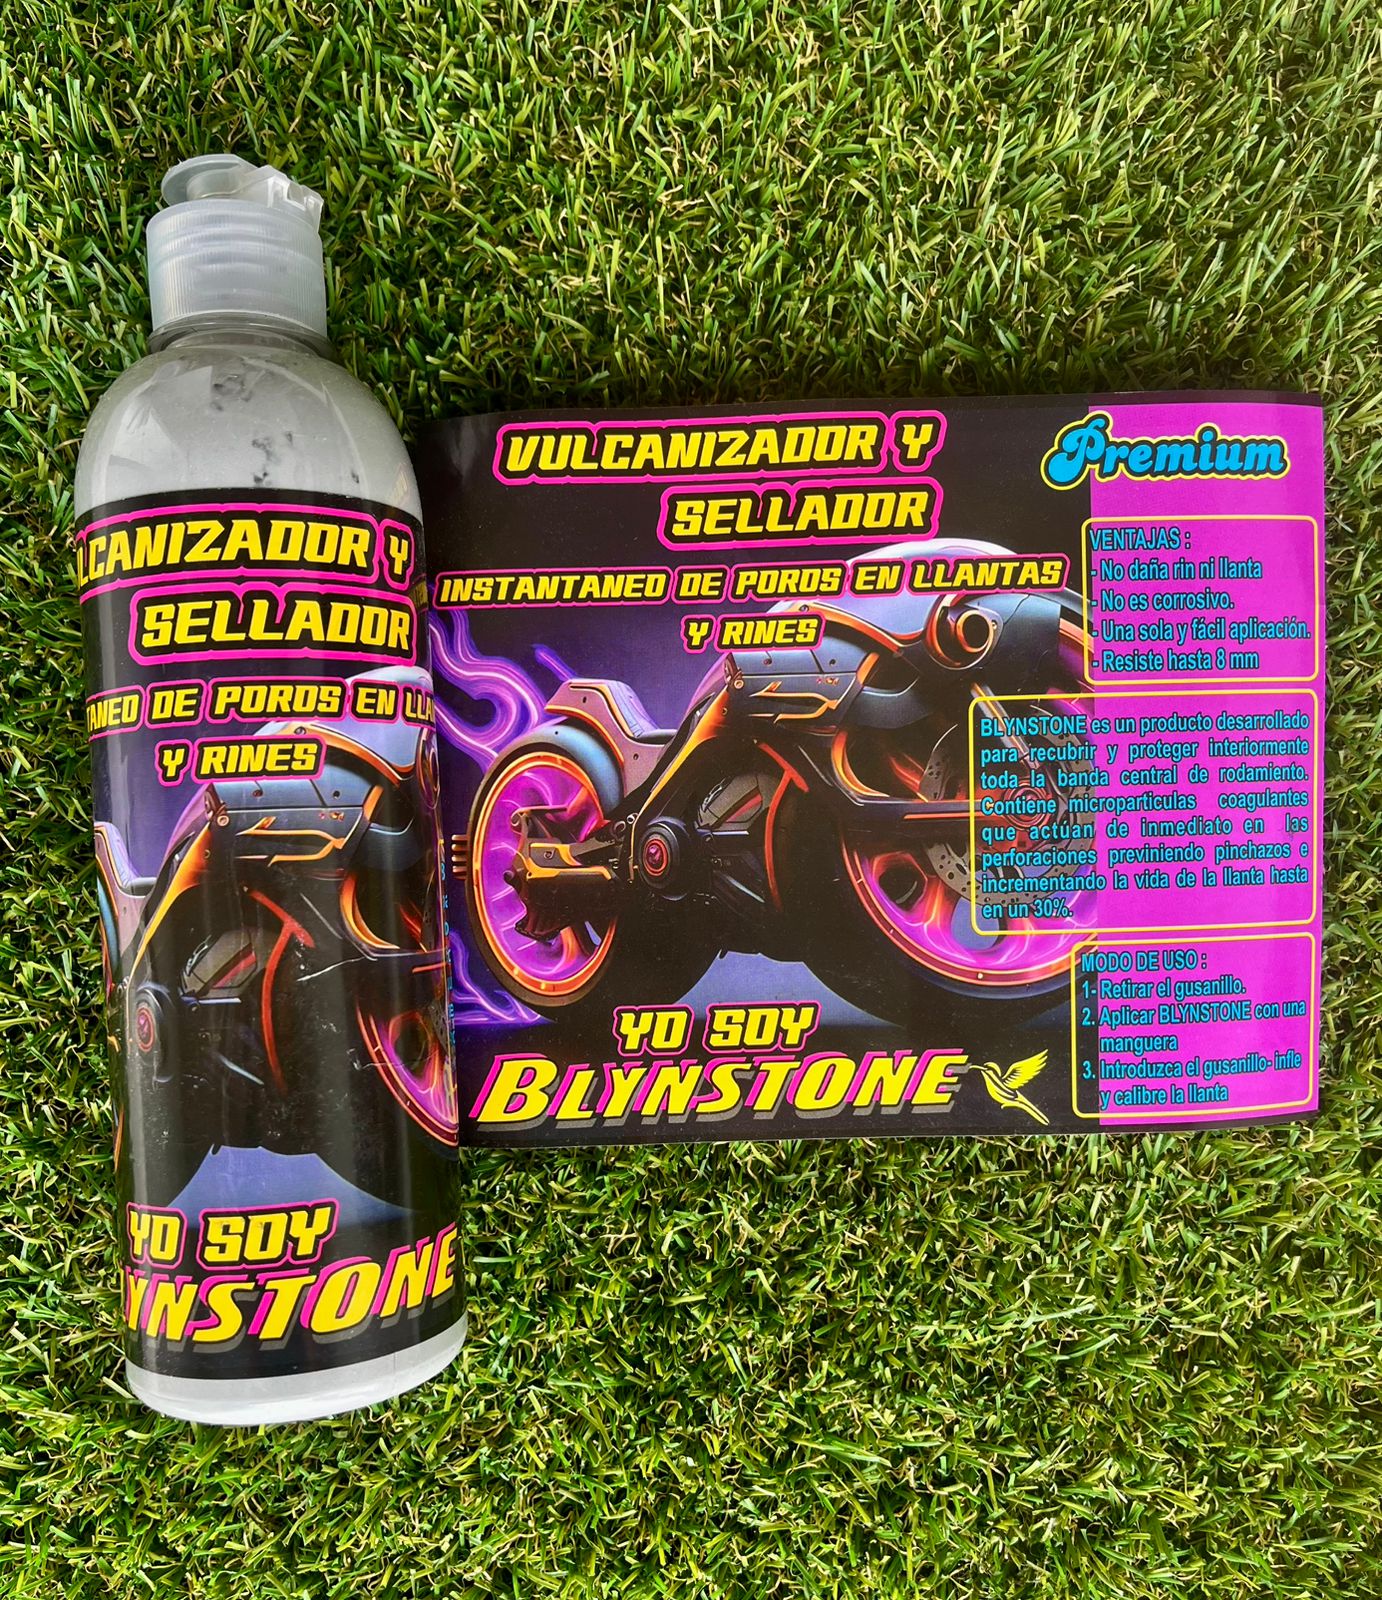 VULCANIZADOR Y
SELLADOR
INSTANTANEO DE POROS EN LLANTAS
Y RINES
YO SOY
BLYNSTONE
Premium
VENTAJAS :
- No daña rin ni llanta
- No es corrosivo.
- Una sola y fácil aplicación.
- Resiste hasta 8 mm
BLYNSTONE es un producto desarrollado
para recubrir y proteger interiormente
toda la banda central de rodamiento.
Contiene microparticulas coagulantes
que actúan de inmediato en las
perforaciones previniendo pinchazos e
incrementando la vida de la llanta hasta
en un 30%.
MODO DE USO :
1- Retirar el gusanillo.
2. Aplicar BLYNSTONE con una
manguera
3. Introduzca el gusanillo- infle
y calibre la llanta
LCANIZADOR Y
SELLADOR
TANEO DE POROS EN LLA
Y RINES
YO SOY
YNSTONE